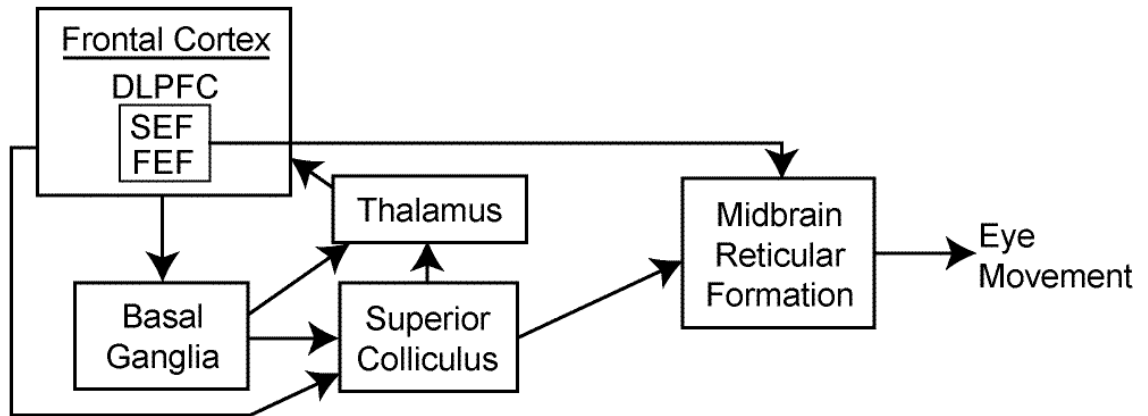 Frontal Cortex
DLPFC
SEF
FEF
Thalamus
Basal
Ganglia
Superior
Colliculus
Midbrain
Reticular
Formation
Eye
Movement